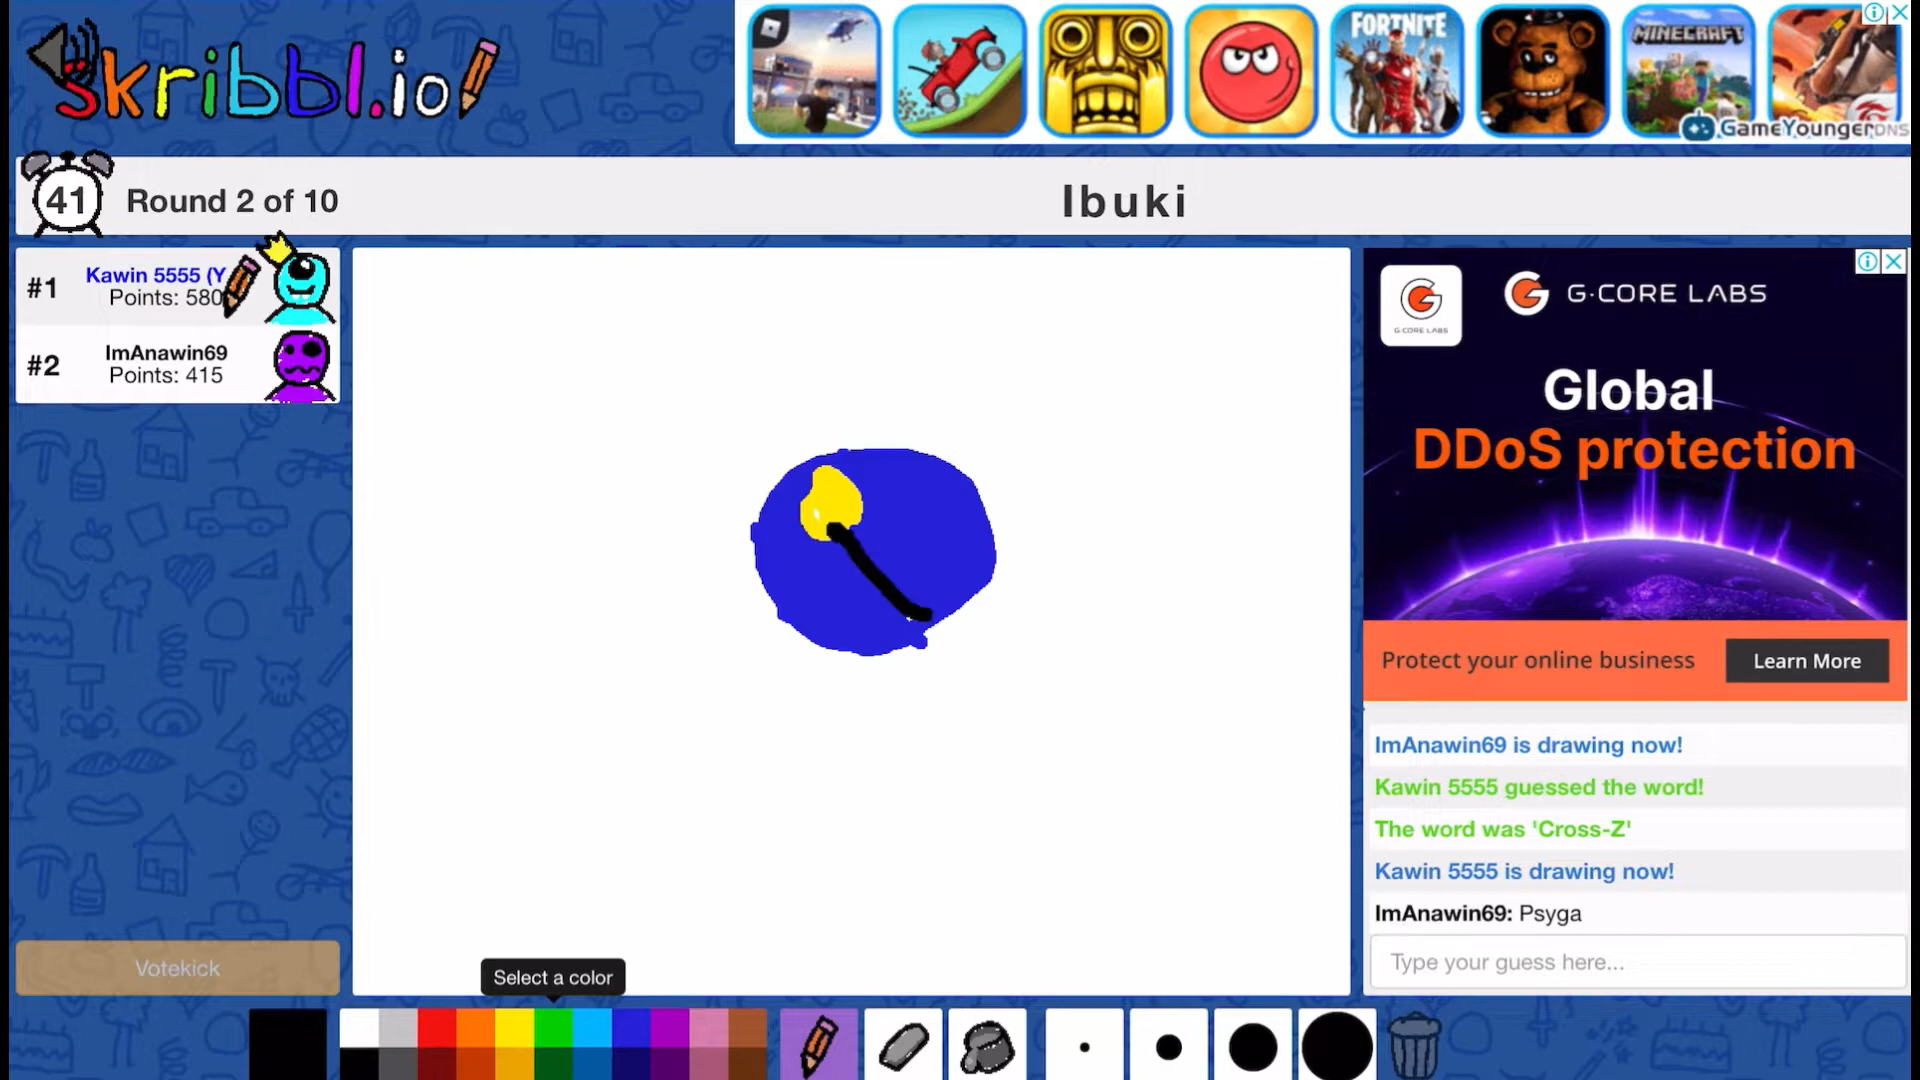 skribbl.io
FORTNITE
MINECRAFT
GameYoungerDNS
41
Round 2 of 10
Ibuki
#1
Kawin 5555 (Y
Points: 580
#2
ImAnawin69
Points: 415
G-CORE LABS
G·CORE LABS
Global
DDoS protection
Protect your online business
Learn More
ImAnawin69 is drawing now!
Kawin 5555 guessed the word!
The word was 'Cross-Z'
Kawin 5555 is drawing now!
ImAnawin69: Psyga
Type your guess here...
Votekick
Select a color